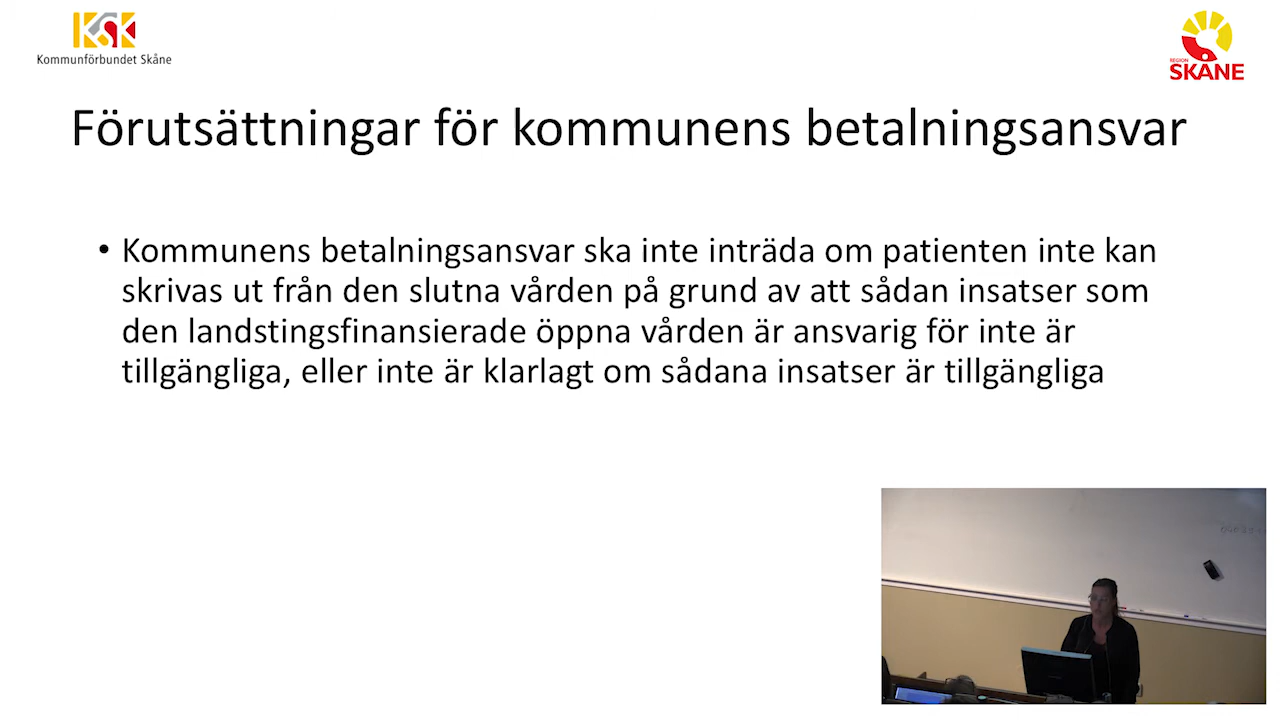 KSK
Kommunförbundet Skåne
REGION
SKÅNE
Förutsättningar för kommunens betalningsansvar
• Kommunens betalningsansvar ska inte inträda om patienten inte kan
skrivas ut från den slutna vården på grund av att sådan insatser som
den landstingsfinansierade öppna vården är ansvarig för inte är
tillgängliga, eller inte är klarlagt om sådana insatser är tillgängliga